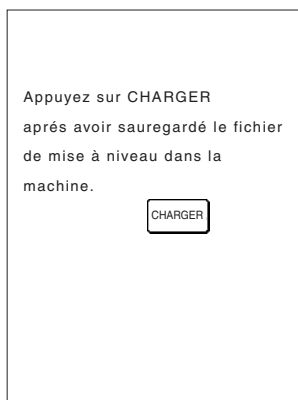 Appuyez sur CHARGER
aprés avoir sauregardé le fichier
de mise à niveau dans la
machine.
CHARGER